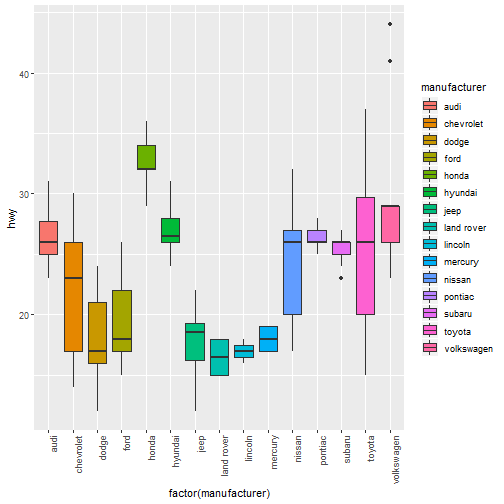 hwy
40
30
20
audi
chevrolet
dodge
ford
honda
hyundai
jeep
land rover
lincoln
mercury
nissan
pontiac
subaru
toyota
volkswagen
factor(manufacturer)
manufacturer
audi
chevrolet
dodge
ford
honda
hyundai
jeep
land rover
lincoln
mercury
nissan
pontiac
subaru
toyota
volkswagen